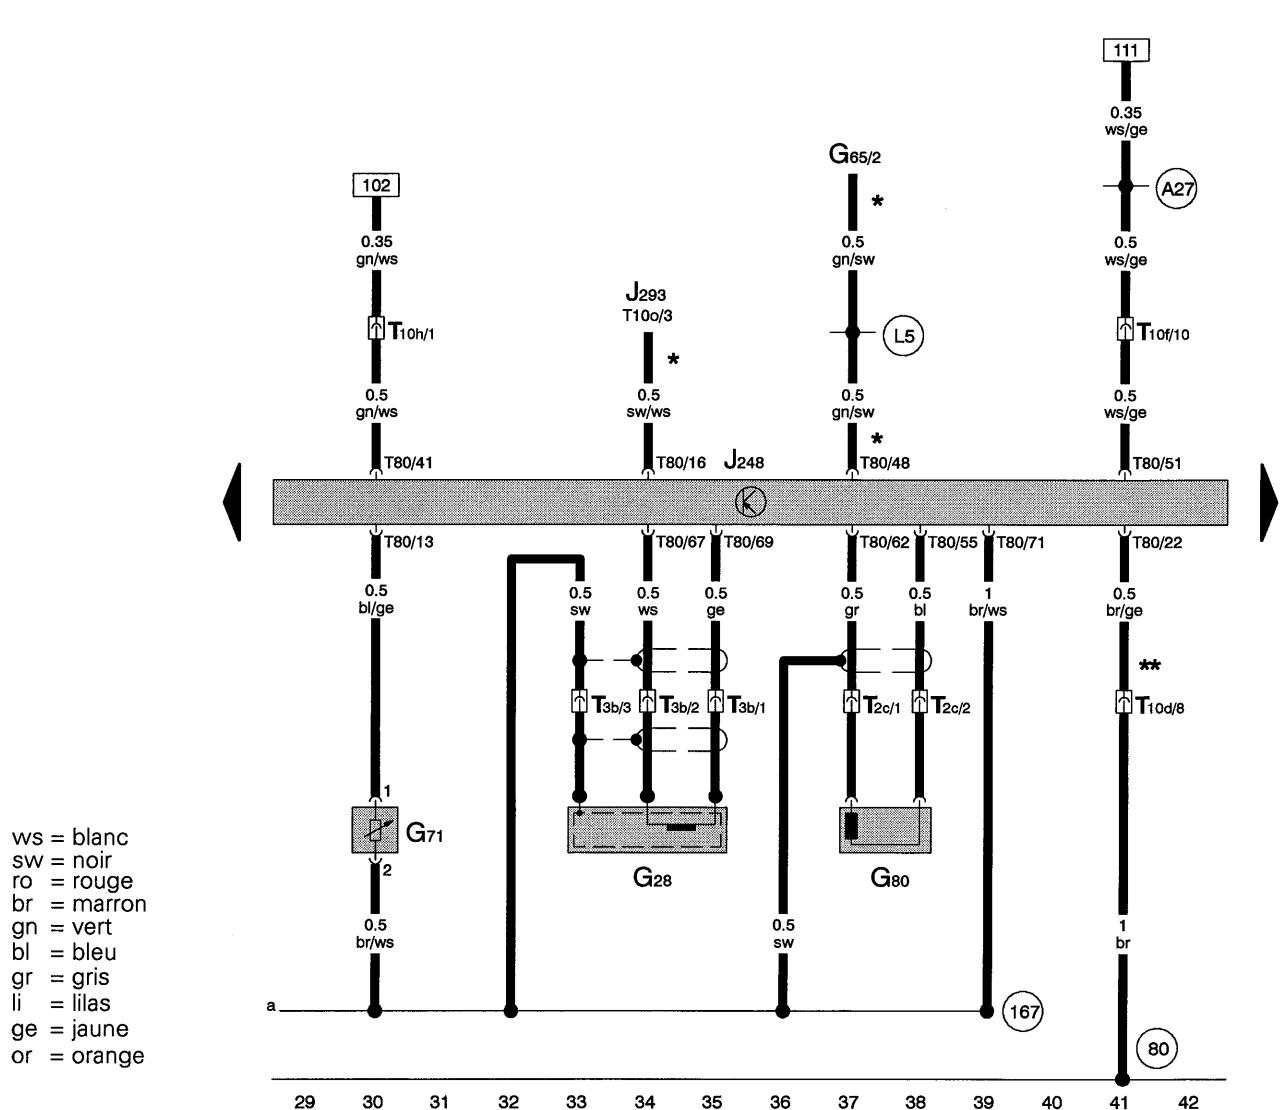 111
0.35
ws/ge
A27
G65/2
*
102
0.35
gn/ws
0.5
gn/sw
0.5
ws/ge
J293
T10o/3
T10h/1
L5
T10f/10
*
0.5
gn/ws
0.5
sw/ws
0.5
gn/sw
0.5
ws/ge
*
T80/41
T80/16
J248
T80/48
T80/51
T80/13
T80/67
T80/69
T80/62
T80/55
T80/71
T80/22
0.5
bl/ge
0.5
sw
0.5
ws
0.5
ge
0.5
gr
0.5
bl
1
br/ws
0.5
br/ge
**
T3b/3
T3b/2
T3b/1
T2c/1
T2c/2
T10d/8
1
G71
2
G28
G80
ws = blanc
sw = noir
ro = rouge
br = marron
gn = vert
bl = bleu
gr = gris
li = lilas
ge = jaune
or = orange
0.5
br/ws
0.5
sw
1
br
a
167
80
29 30 31 32 33 34 35 36 37 38 39 40 41 42